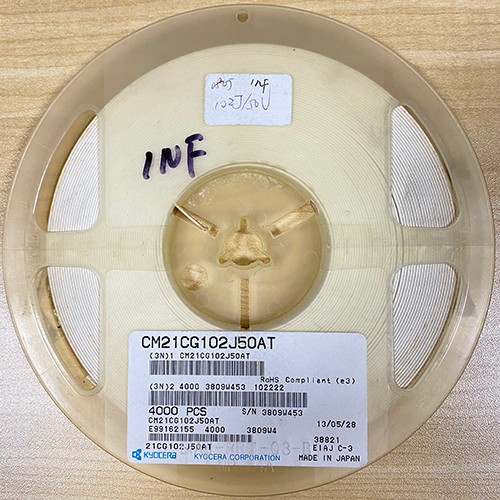 0805 1NF
102J/50V
1NF
CM21CG102J50AT
(3N)1 CM21CG102J50AT
RoHS Compliant (e3)
(3N)2 4000 3809W453 102222
4000 PCS S/N 3809W453
CM21CG102J50AT 13/05/28
E99162155 4000 3809W4
38821
21CG102J50AT EIAJ C-3
KYOCERA KYOCERA CORPORATION MADE IN JAPAN